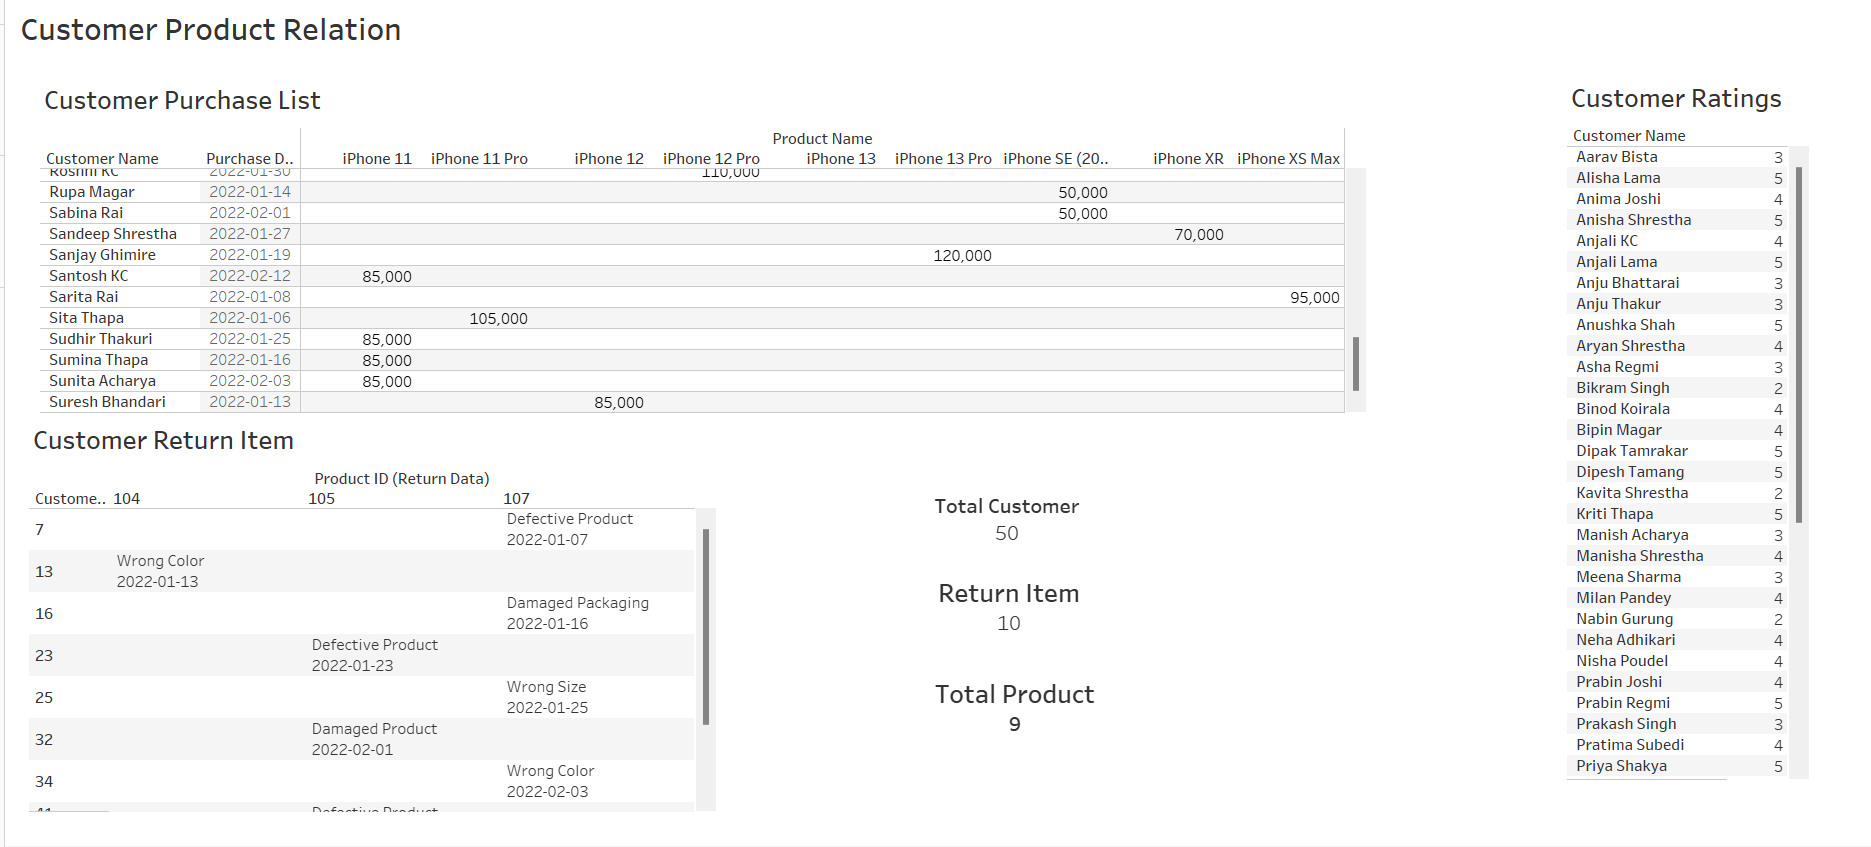 Customer Product Relation
Customer Purchase List
Product Name
Customer Name Purchase D.. iPhone 11 iPhone 11 Pro iPhone 12 iPhone 12 Pro iPhone 13 iPhone 13 Pro iPhone SE (20.. iPhone XR iPhone XS Max
Roshni KC 2022-01-30 110,000
Rupa Magar 2022-01-14 50,000
Sabina Rai 2022-02-01 50,000
Sandeep Shrestha 2022-01-27 70,000
Sanjay Ghimire 2022-01-19 120,000
Santosh KC 2022-02-12 85,000
Sarita Rai 2022-01-08 95,000
Sita Thapa 2022-01-06 105,000
Sudhir Thakuri 2022-01-25 85,000
Sumina Thapa 2022-01-16 85,000
Sunita Acharya 2022-02-03 85,000
Suresh Bhandari 2022-01-13 85,000
Customer Return Item
Product ID (Return Data)
Custome.. 104 105 107
7 Defective Product
2022-01-07
13 Wrong Color
2022-01-13
16 Damaged Packaging
2022-01-16
23 Defective Product
2022-01-23
25 Wrong Size
2022-01-25
32 Damaged Product
2022-02-01
34 Wrong Color
2022-02-03
41 Defective Product
Total Customer
50
Return Item
10
Total Product
9
Customer Ratings
Customer Name
Aarav Bista 3
Alisha Lama 5
Anima Joshi 4
Anisha Shrestha 5
Anjali KC 4
Anjali Lama 5
Anju Bhattarai 3
Anju Thakur 3
Anushka Shah 5
Aryan Shrestha 4
Asha Regmi 3
Bikram Singh 2
Binod Koirala 4
Bipin Magar 4
Dipak Tamrakar 5
Dipesh Tamang 5
Kavita Shrestha 2
Kriti Thapa 5
Manish Acharya 3
Manisha Shrestha 4
Meena Sharma 3
Milan Pandey 4
Nabin Gurung 2
Neha Adhikari 4
Nisha Poudel 4
Prabin Joshi 4
Prabin Regmi 5
Prakash Singh 3
Pratima Subedi 4
Priya Shakya 5